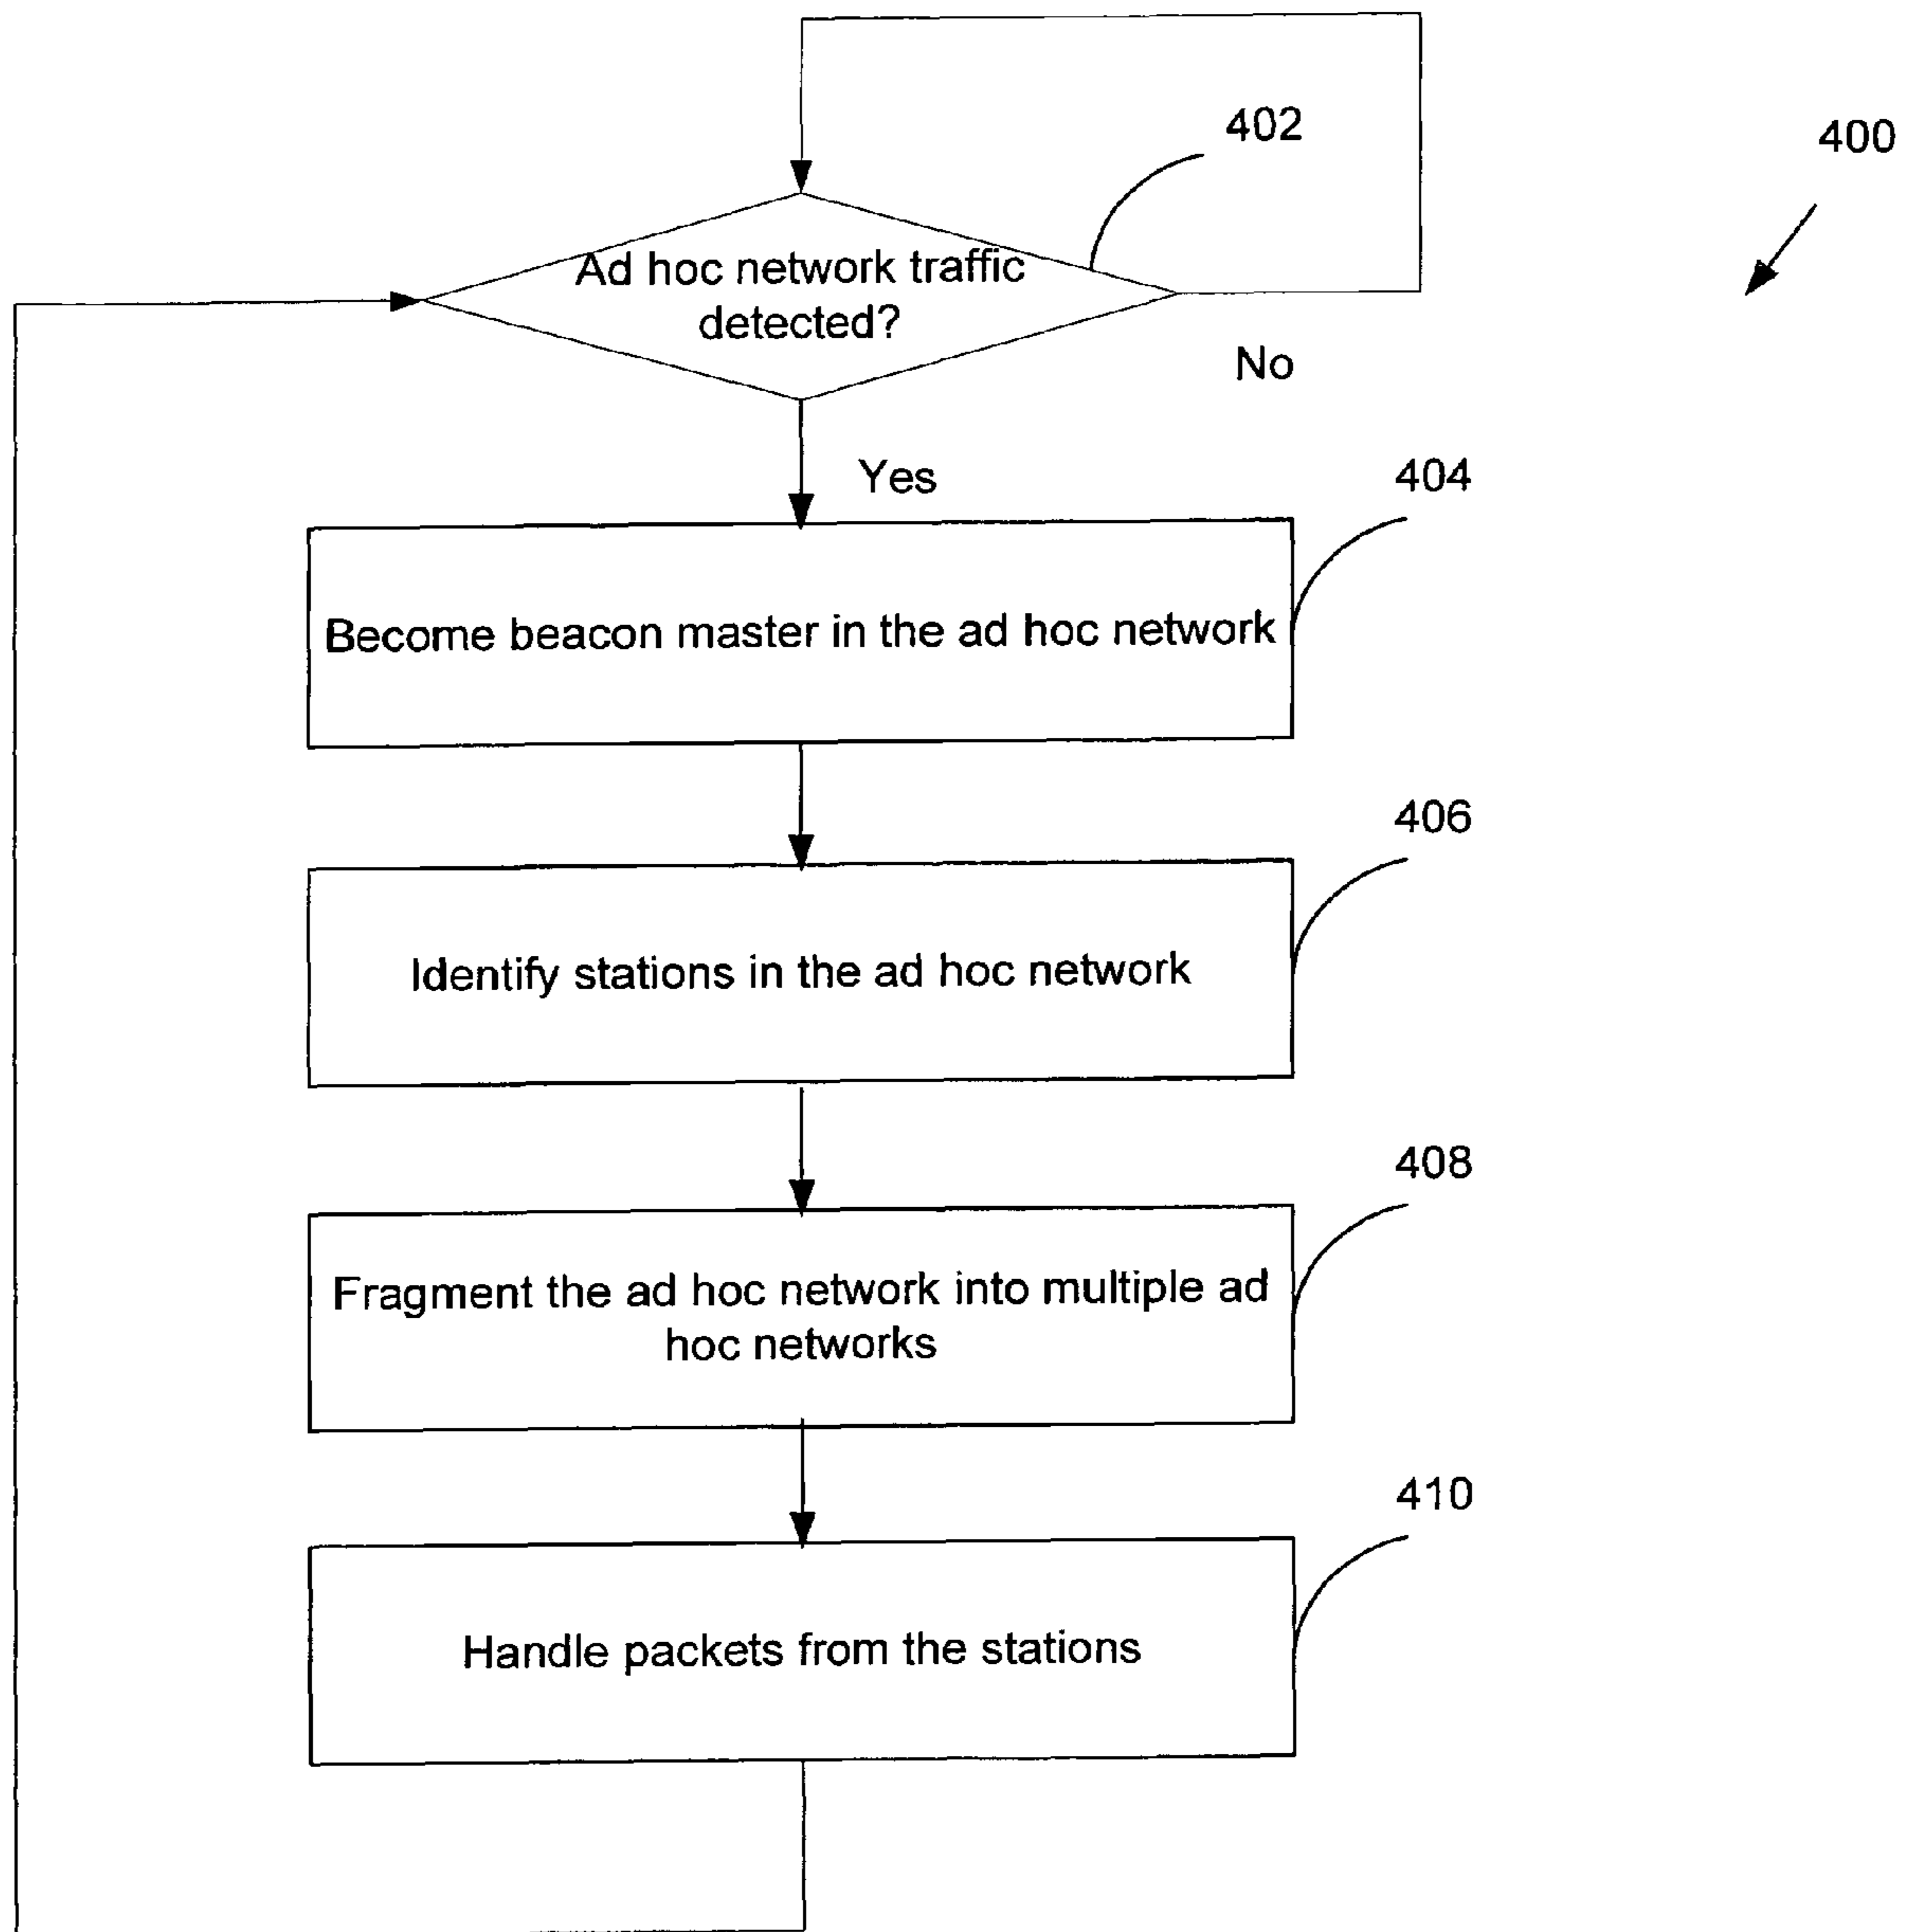 402
400
Ad hoc network traffic
detected?
No
Yes
404
Become beacon master in the ad hoc network
406
Identify stations in the ad hoc network
408
Fragment the ad hoc network into multiple ad
hoc networks
410
Handle packets from the stations